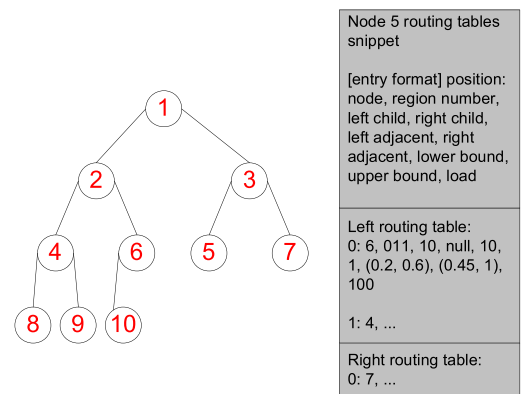 1
2
3
4
6
5
7
8
9
10
Node 5 routing tables
snippet
[entry format] position:
node, region number,
left child, right child,
left adjacent, right
adjacent, lower bound,
upper bound, load
Left routing table:
0: 6, 011, 10, null, 10,
1, (0.2, 0.6), (0.45, 1),
100
1: 4, ...
Right routing table:
0: 7, ...